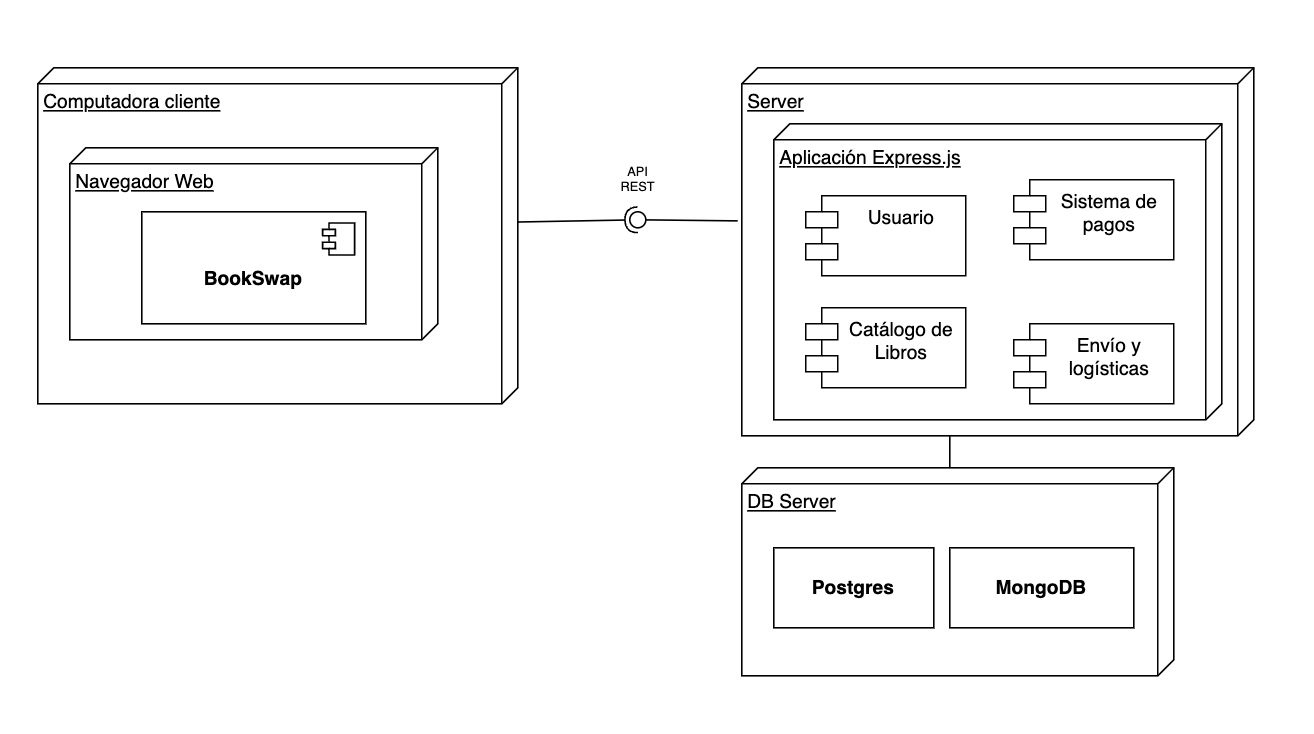 Computadora cliente
Navegador Web
BookSwap
API
REST
Server
Aplicación Express.js
Usuario
Sistema de
pagos
Catálogo de
Libros
Envío y
logísticas
DB Server
Postgres
MongoDB